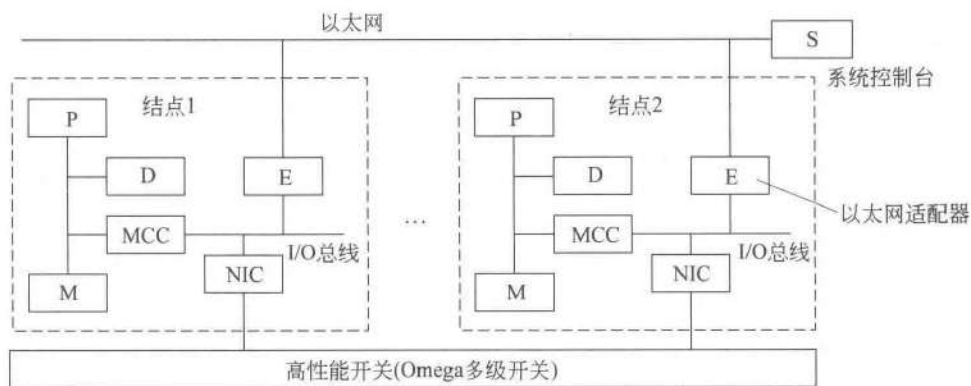 以太网
S
系统控制台
结点1
P
D
E
MCC
I/O总线
NIC
M
…
结点2
P
D
E
以太网适配器
MCC
I/O总线
NIC
M
高性能开关(Omega多级开关)